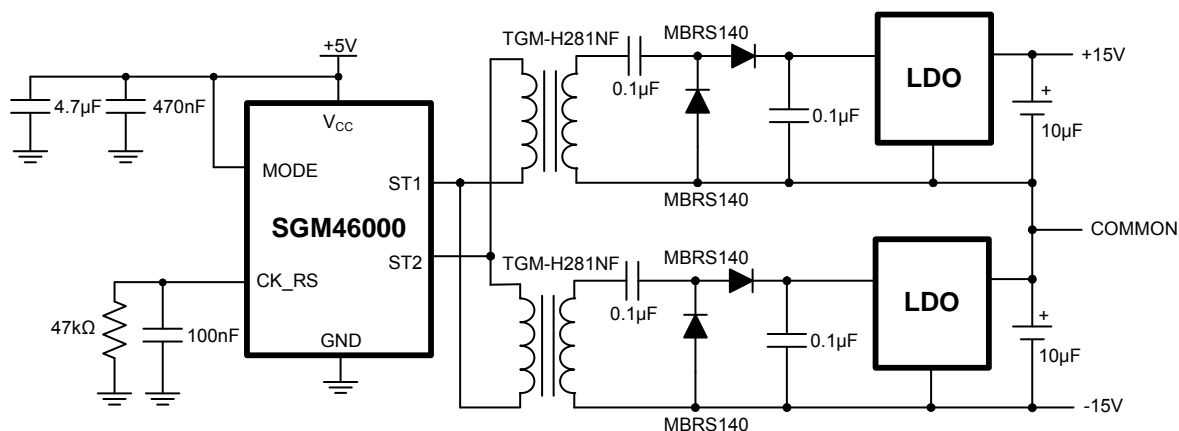 +5V
4.7µF
470nF
VCC
MODE
ST1
SGM46000
ST2
CK_RS
47kΩ
100nF
GND
TGM-H281NF
0.1µF
MBRS140
MBRS140
0.1µF
LDO
+15V
+
10µF
COMMON
TGM-H281NF
0.1µF
MBRS140
MBRS140
0.1µF
LDO
+
10µF
-15V